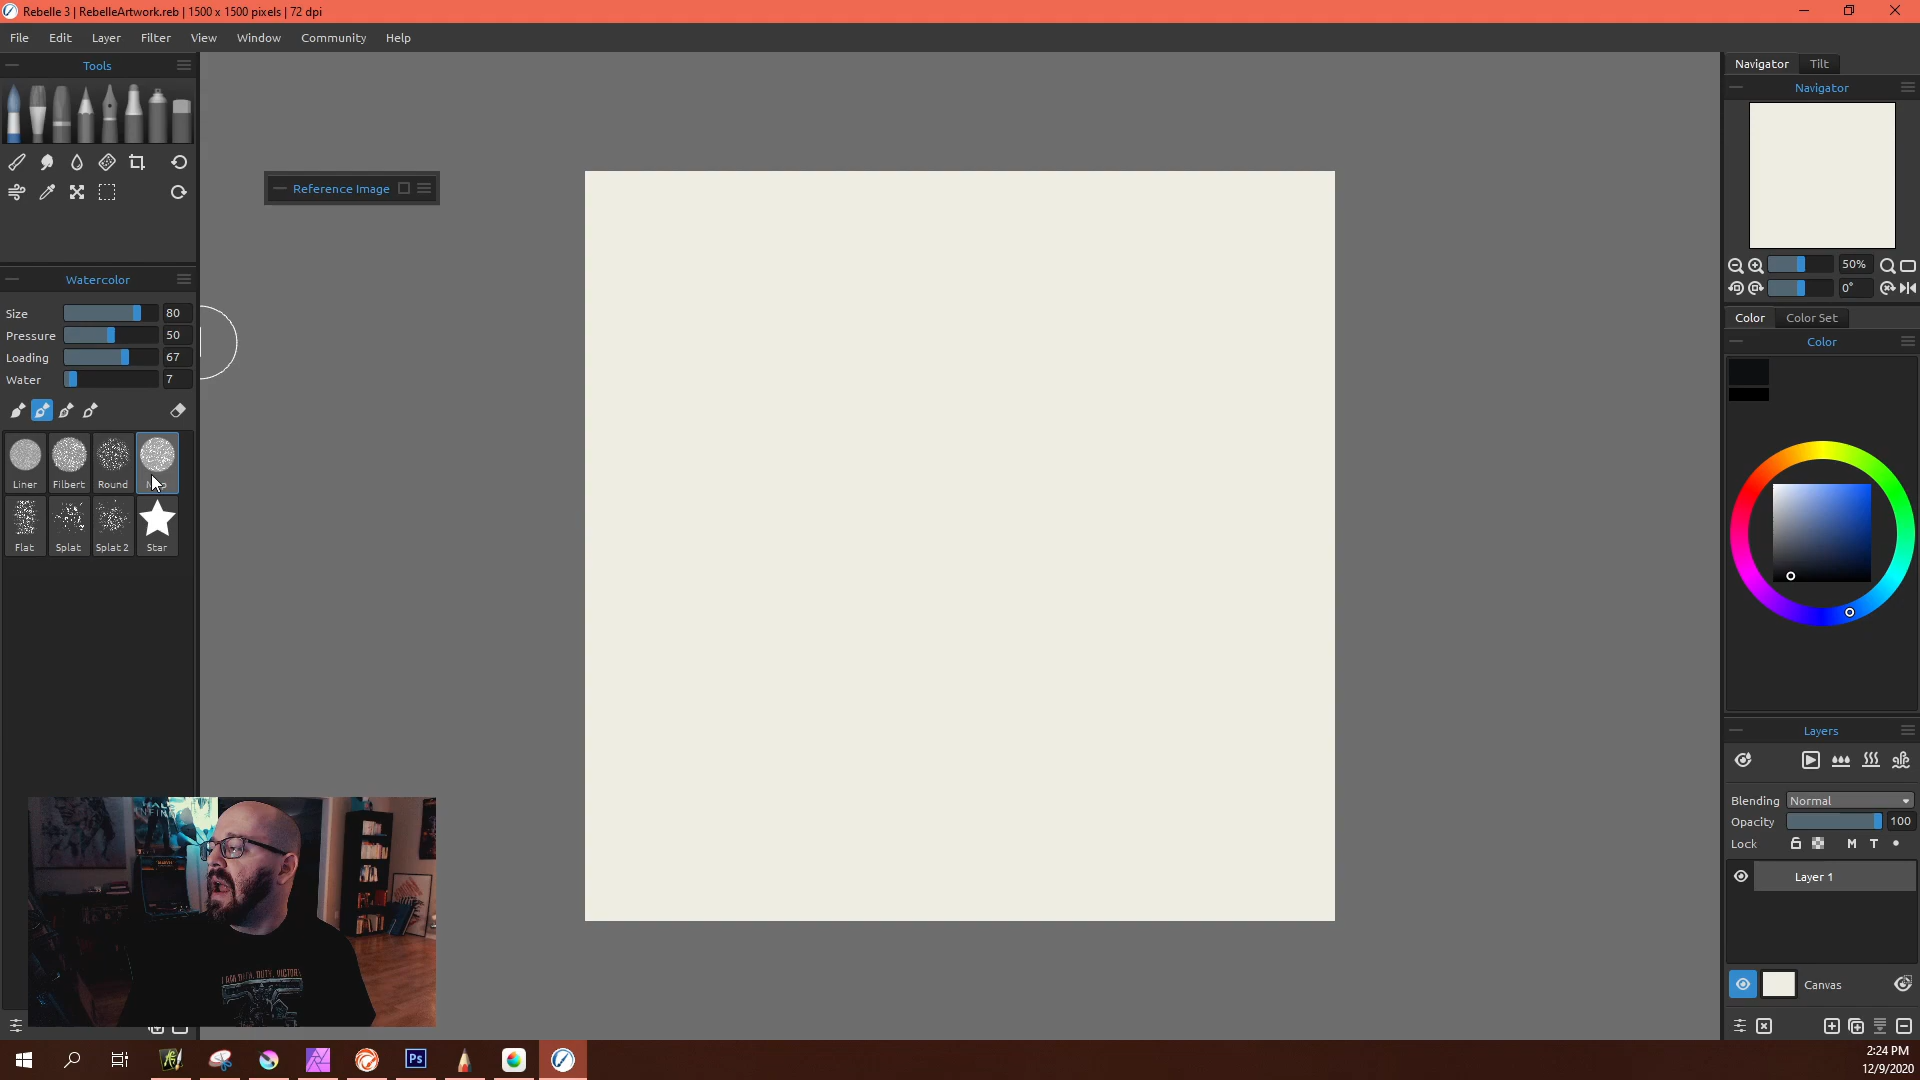 Rebelle 3 | RebelleArtwork.reb | 1500 x 1500 pixels | 72 dpi
File Edit Layer Filter View Window Community Help
Tools
Navigator Tilt
Navigator
Reference Image
50%
0°
Watercolor
Size 80
Pressure 50
Loading 67
Water 7
Color Color Set
Color
Liner Filbert Round
Flat Splat Splat 2 Star
Layers
Blending Normal
Opacity 100
Lock M T
Layer 1
Canvas
Ps
2:24 PM
12/9/2020